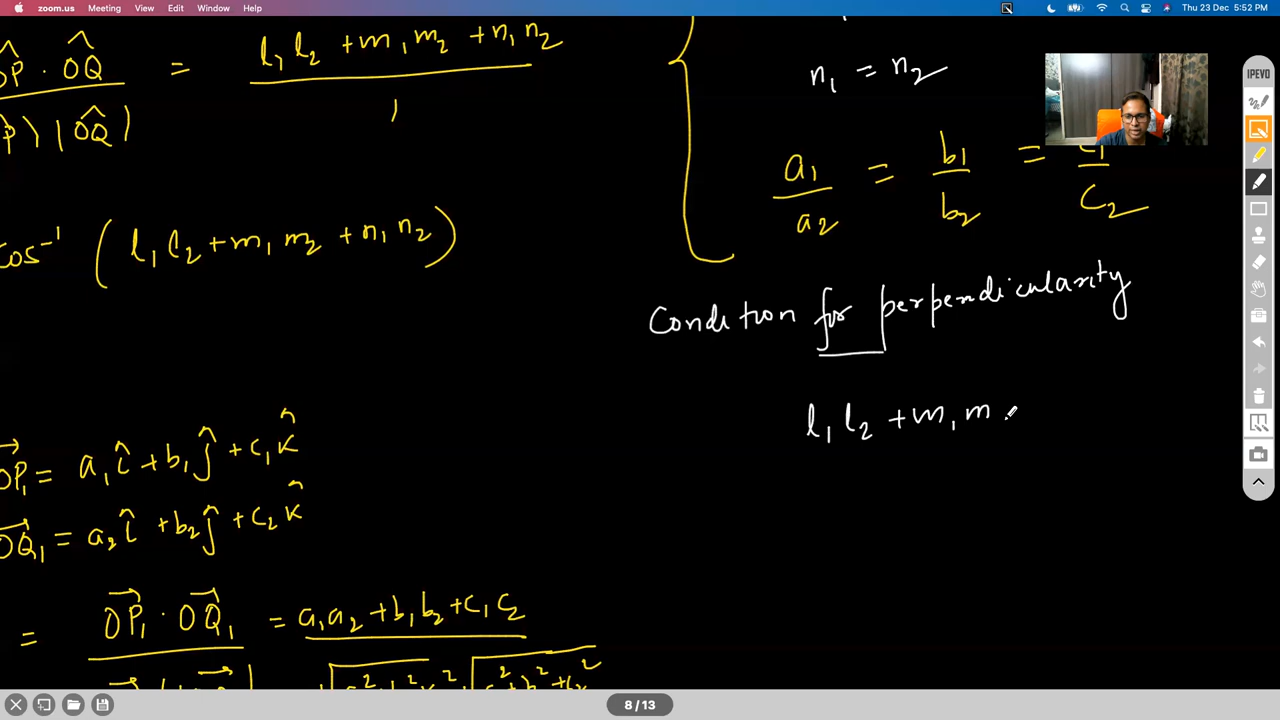 zoom.us Meeting View Edit Window Help Thu 23 Dec 5:52 PM
IPEVO
OP̂ · OQ̂ = l₁l₂ + m₁m₂ + n₁n₂
P| |OQ̂| 1
cos⁻¹ (l₁l₂ + m₁m₂ + n₁n₂)
OP₁ = a₁î + b₁ĵ + c₁k̂
OQ₁ = a₂î + b₂ĵ + c₂k̂
= OP₁ · OQ₁ = a₁a₂ + b₁b₂ + c₁c₂
n₁ = n₂
a₁ = b₁ = c₁
a₂ b₂ c₂
Condition for perpendicularity
l₁l₂ + m₁m
8 / 13